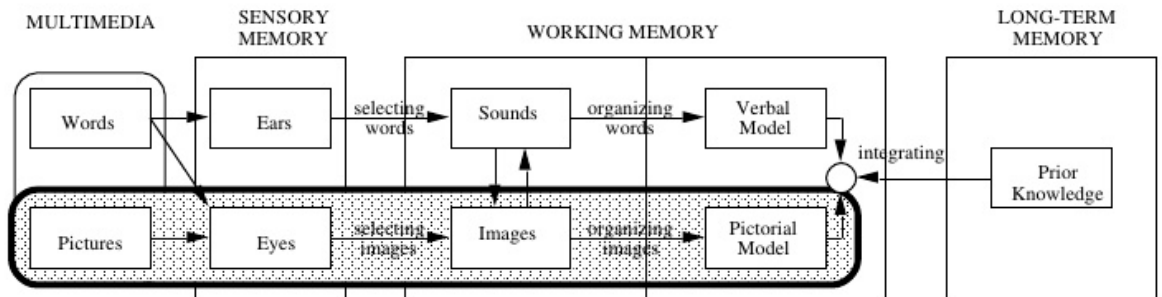 MULTIMEDIA
SENSORY
MEMORY
WORKING MEMORY
LONG-TERM
MEMORY
Words
Ears
selecting
words
Sounds
organizing
words
Verbal
Model
integrating
Prior
Knowledge
Pictures
Eyes
selecting
images
Images
organizing
images
Pictorial
Model